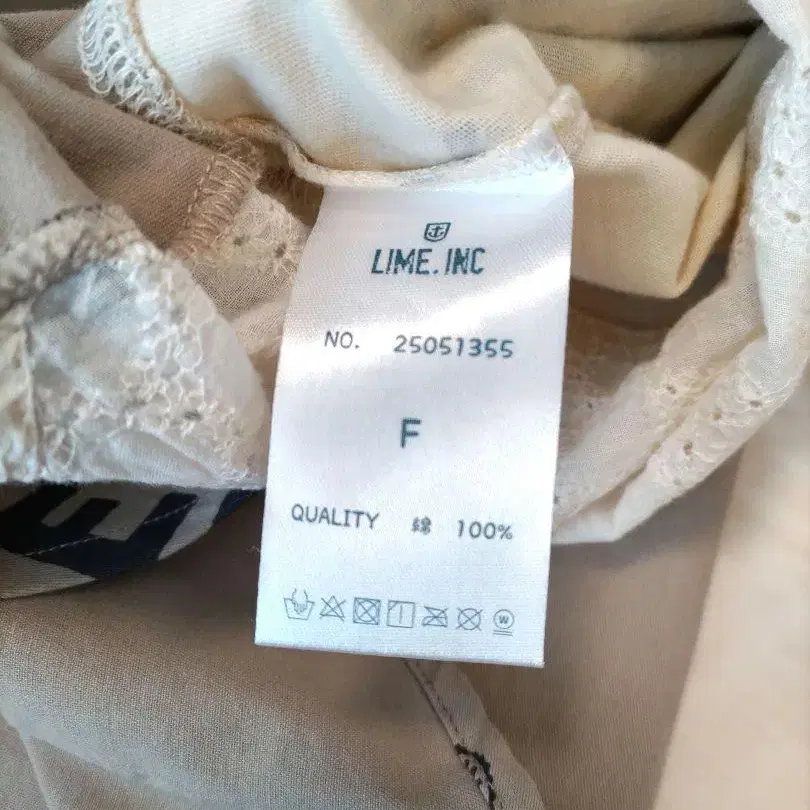 LIME.INC
NO. 25051355
F
QUALITY 綿 100%
W